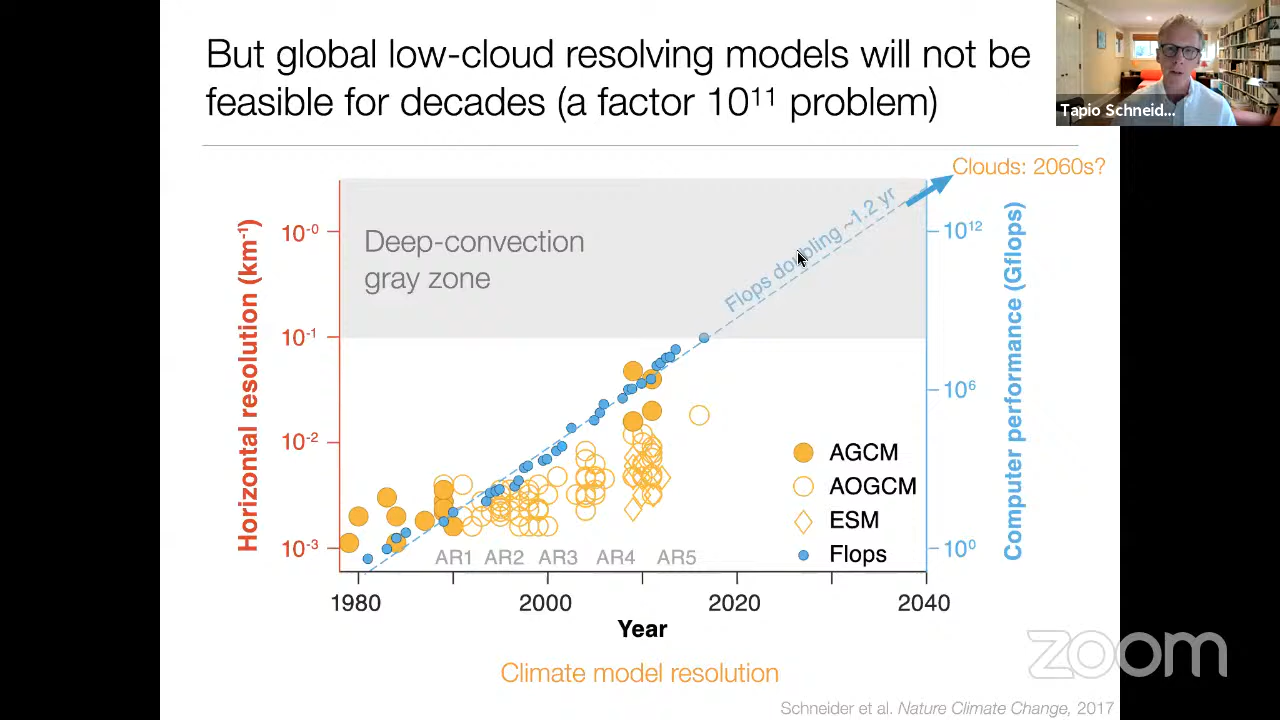 But global low-cloud resolving models will not be
feasible for decades (a factor 10¹¹ problem)
Tapio Schneid...
Clouds: 2060s?
Flops doubling ~1.2 yr
Deep-convection
gray zone
Horizontal resolution (km⁻¹)
10⁻⁰
10⁻¹
10⁻²
10⁻³
Computer performance (Gflops)
10¹²
10⁶
10⁰
AGCM
AOGCM
ESM
Flops
AR1 AR2 AR3 AR4 AR5
1980 2000 2020 2040
Year
Climate model resolution
zoom
Schneider et al. Nature Climate Change, 2017